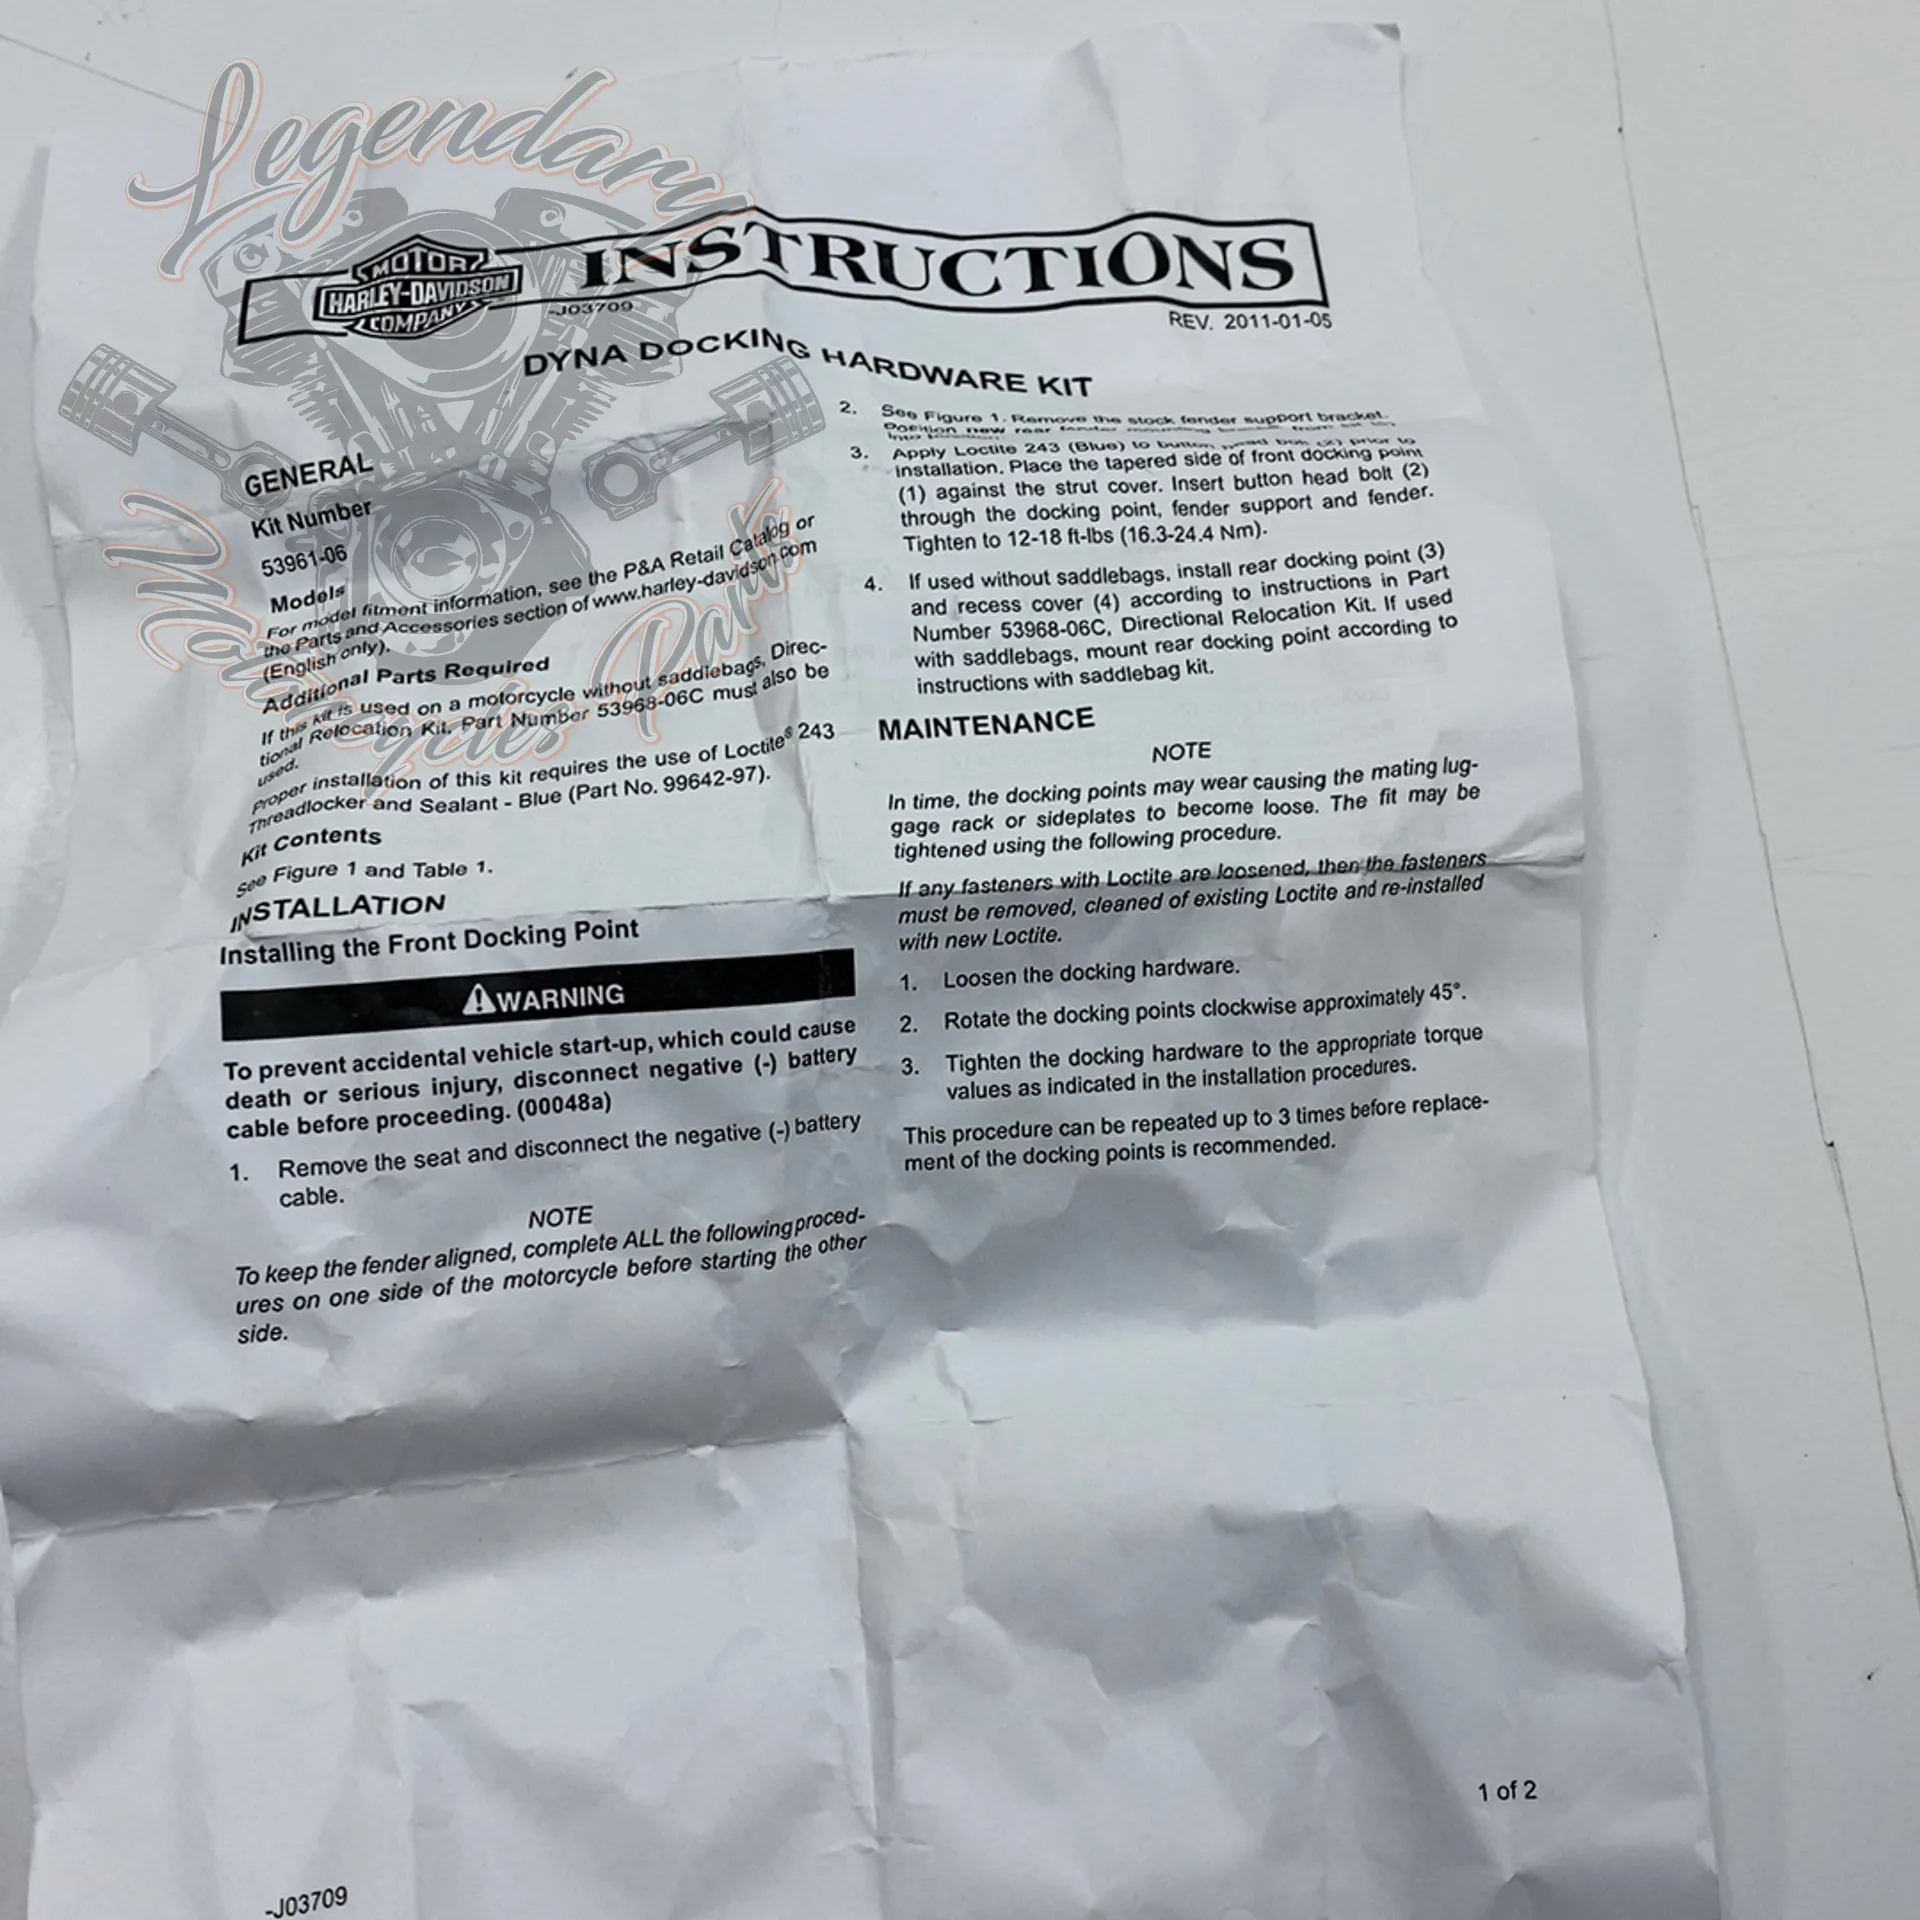 Legendary
Motorcycles Parts
MOTOR
HARLEY-DAVIDSON
COMPANY
INSTRUCTIONS
-J03709
REV. 2011-01-05
DYNA DOCKING HARDWARE KIT
GENERAL
Kit Number
53961-06
Models
For model fitment information, see the P&A Retail Catalog or
the Parts and Accessories section of www.harley-davidson.com
(English only).
Additional Parts Required
If this kit is used on a motorcycle without saddlebags, Direc-
tional Relocation Kit, Part Number 53968-06C must also be
used.
Proper installation of this kit requires the use of Loctite® 243
Threadlocker and Sealant - Blue (Part No. 99642-97).
Kit Contents
See Figure 1 and Table 1.
INSTALLATION
Installing the Front Docking Point
WARNING
To prevent accidental vehicle start-up, which could cause
death or serious injury, disconnect negative (-) battery
cable before proceeding. (00048a)
1. Remove the seat and disconnect the negative (-) battery
cable.
NOTE
To keep the fender aligned, complete ALL the following proced-
ures on one side of the motorcycle before starting the other
side.
2. See Figure 1. Remove the stock fender support bracket.
Position new rear fender mounting
into position.
3. Apply Loctite 243 (Blue) to button head bolt (2) prior to
installation. Place the tapered side of front docking point
(1) against the strut cover. Insert button head bolt (2)
through the docking point, fender support and fender.
Tighten to 12-18 ft-lbs (16.3-24.4 Nm).
4. If used without saddlebags, install rear docking point (3)
and recess cover (4) according to instructions in Part
Number 53968-06C, Directional Relocation Kit. If used
with saddlebags, mount rear docking point according to
instructions with saddlebag kit.
MAINTENANCE
NOTE
In time, the docking points may wear causing the mating lug-
gage rack or sideplates to become loose. The fit may be
tightened using the following procedure.
If any fasteners with Loctite are loosened, then the fasteners
must be removed, cleaned of existing Loctite and re-installed
with new Loctite.
1. Loosen the docking hardware.
2. Rotate the docking points clockwise approximately 45°.
3. Tighten the docking hardware to the appropriate torque
values as indicated in the installation procedures.
This procedure can be repeated up to 3 times before replace-
ment of the docking points is recommended.
-J03709
1 of 2